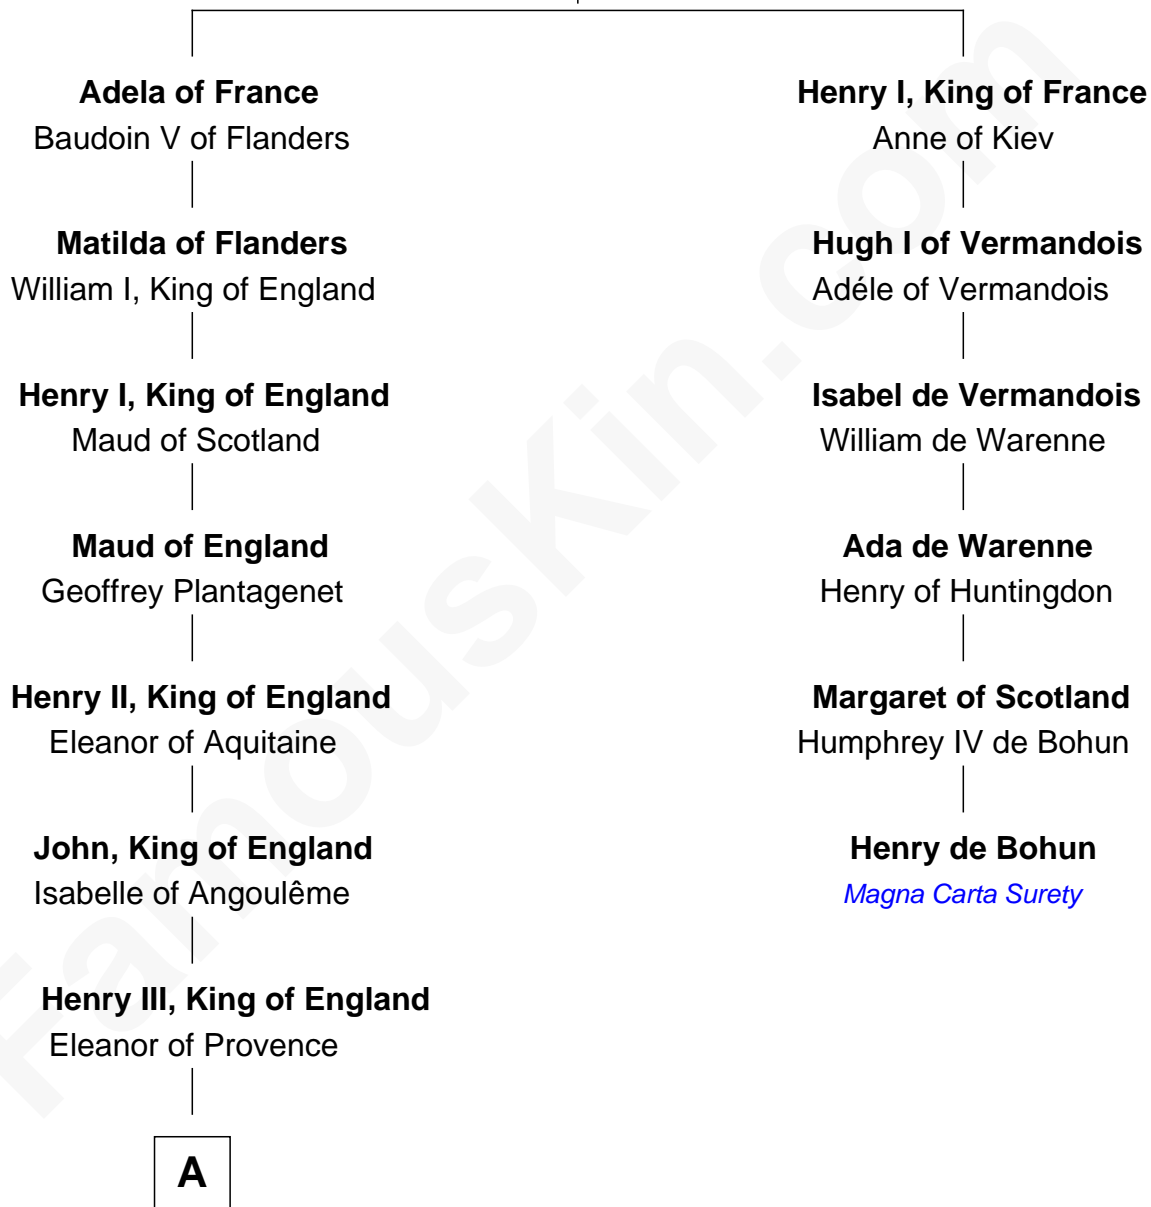 Adela of France
Baudoin V of Flanders
Matilda of Flanders
William I, King of England
Henry I, King of England
Maud of Scotland
Maud of England
Geoffrey Plantagenet
Henry II, King of England
Eleanor of Aquitaine
John, King of England
Isabelle of Angoulême
Henry III, King of England
Eleanor of Provence
A
Henry I, King of France
Anne of Kiev
Hugh I of Vermandois
Adéle of Vermandois
Isabel de Vermandois
William de Warenne
Ada de Warenne
Henry of Huntingdon
Margaret of Scotland
Humphrey IV de Bohun
Henry de Bohun
Magna Carta Surety
FamousKin.com